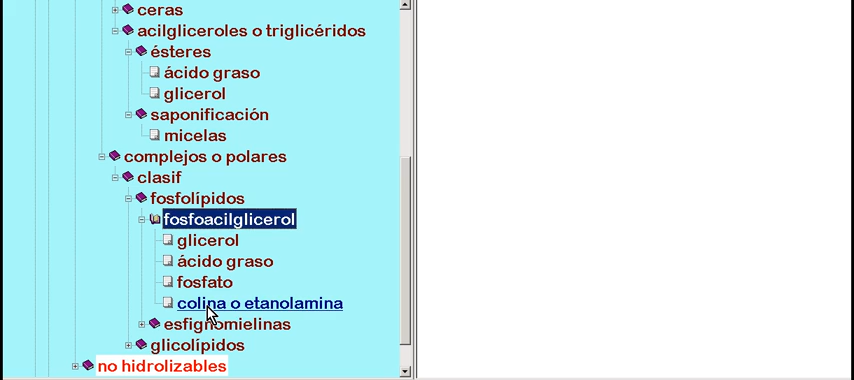 ceras
acilgliceroles o triglicéridos
ésteres
ácido graso
glicerol
saponificación
micelas
complejos o polares
clasif
fosfolípidos
fosfoacilglicerol
glicerol
ácido graso
fosfato
colina o etanolamina
esfignomielinas
glicolípidos
no hidrolizables